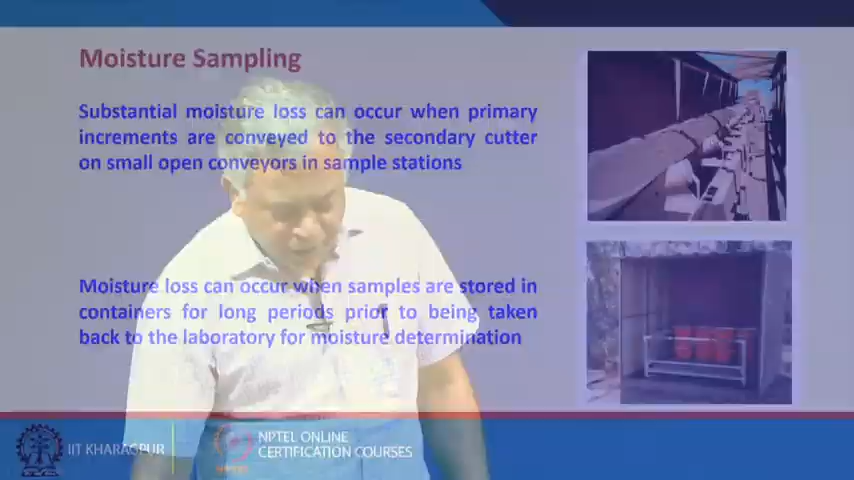 Moisture Sampling
Substantial moisture loss can occur when primary
increments are conveyed to the secondary cutter
on small open conveyors in sample stations
Moisture loss can occur when samples are stored in
containers for long periods prior to being taken
back to the laboratory for moisture determination
IIT KHARAGPUR
NPTEL ONLINE
CERTIFICATION COURSES
NPTEL